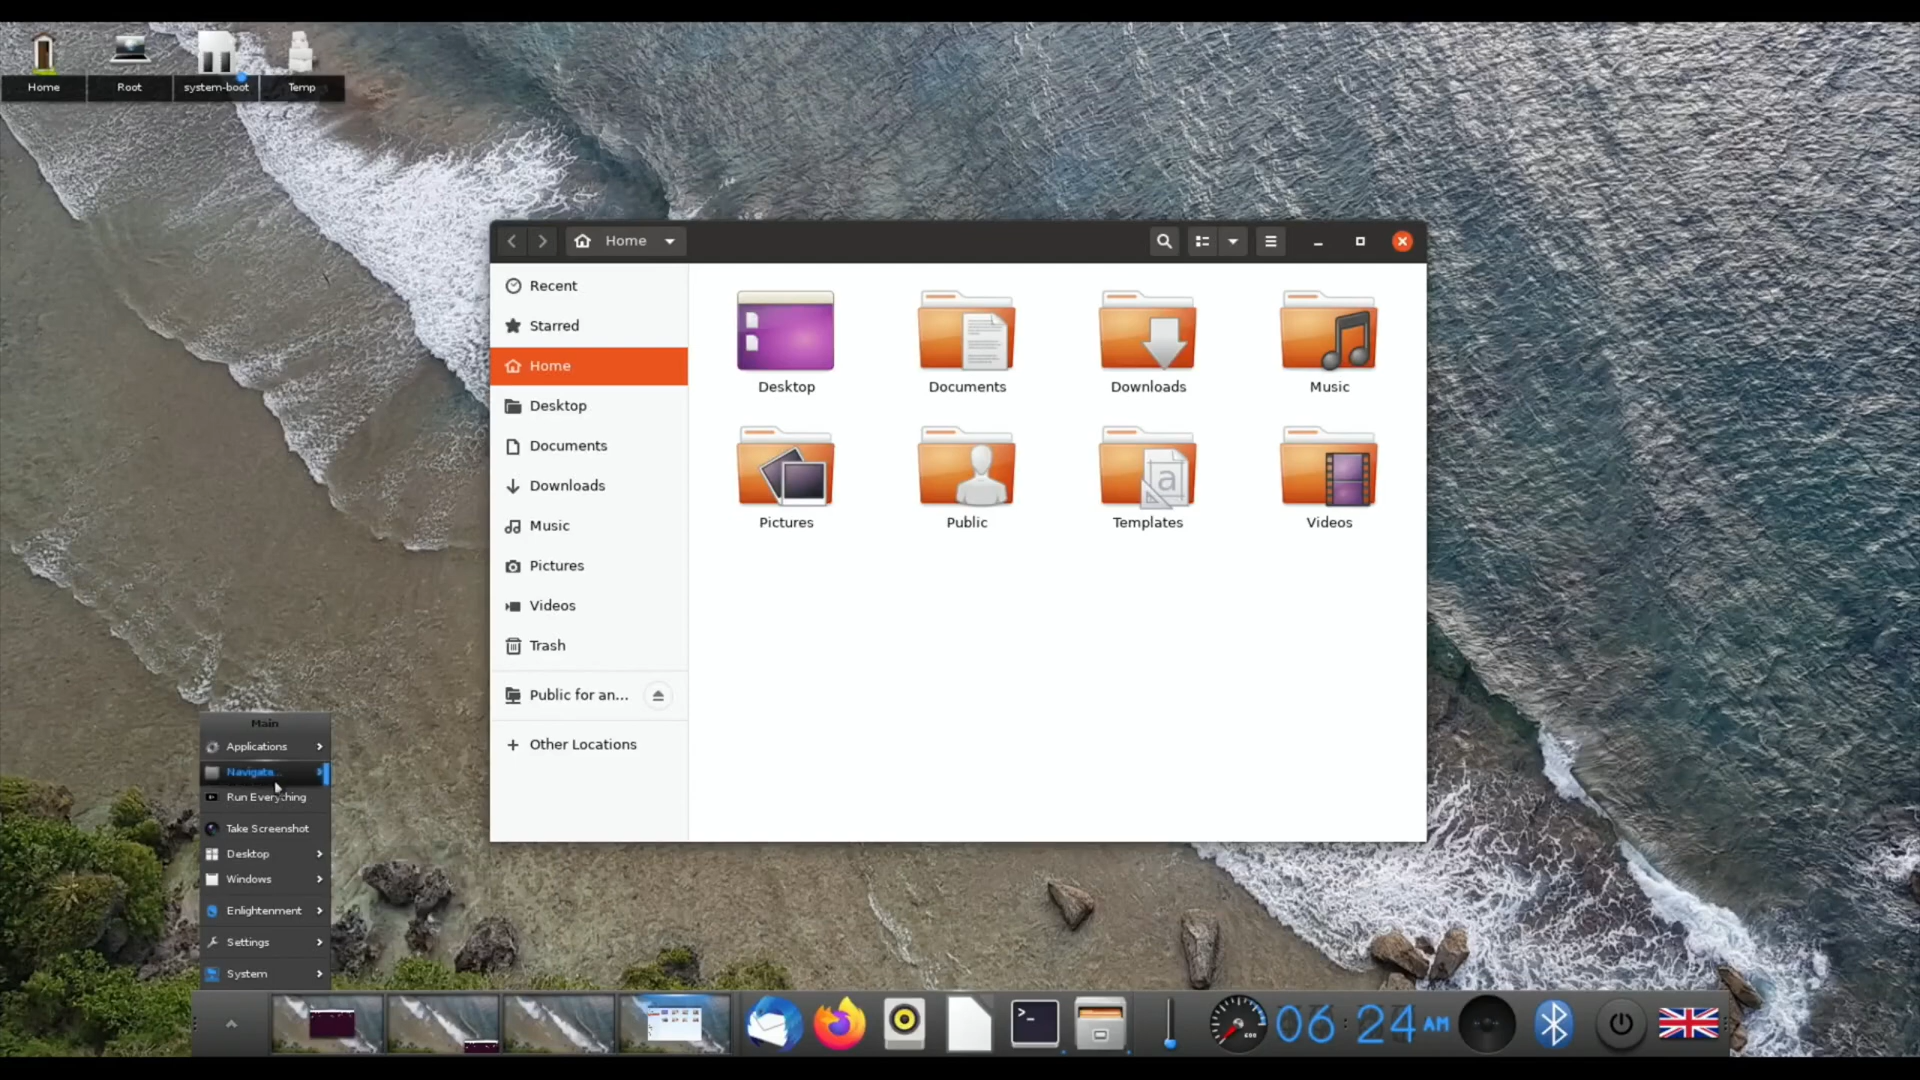 Home
Root
system-boot
Temp
Home
Recent
Starred
Home
Desktop
Documents
Downloads
Music
Pictures
Videos
Trash
Public for an...
Other Locations
Desktop
Documents
Downloads
Music
Pictures
Public
Templates
Videos
Main
Applications
Navigate...
Run Everything
Take Screenshot
Desktop
Windows
Enlightenment
Settings
System
06:24 AM